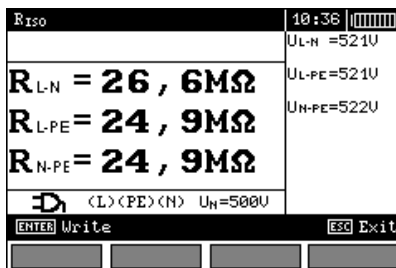 RISO 10:36
UL-N =521V
UL-PE=521V
UN-PE=522V
RL-N = 26,6MΩ
RL-PE= 24,9MΩ
RN-PE= 24,9MΩ
(L)(PE)(N) UN=500V
ENTER Write ESC Exit